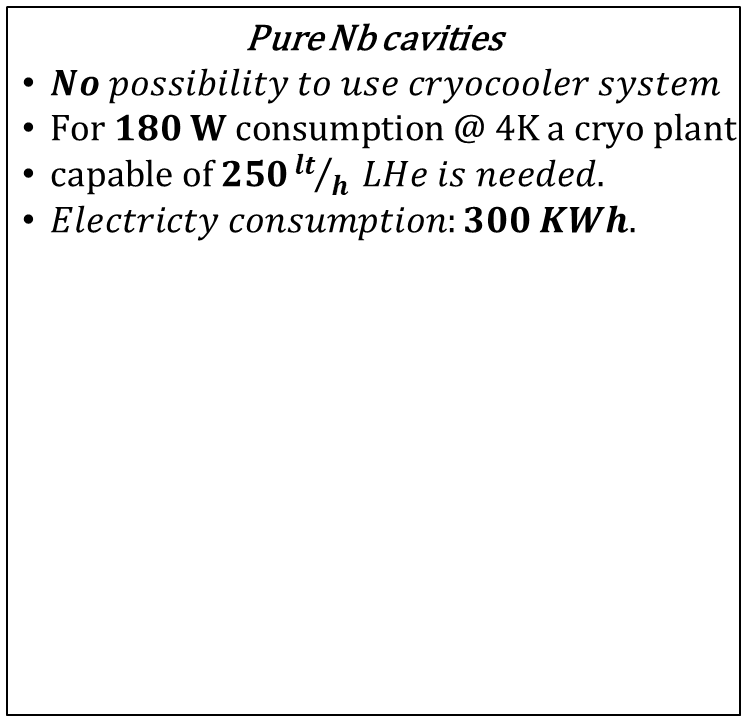 Pure Nb cavities
• No possibility to use cryocooler system
• For 180 W consumption @ 4K a cryo plant
• capable of 250 lt/h LHe is needed.
• Electricty consumption: 300 KWh.